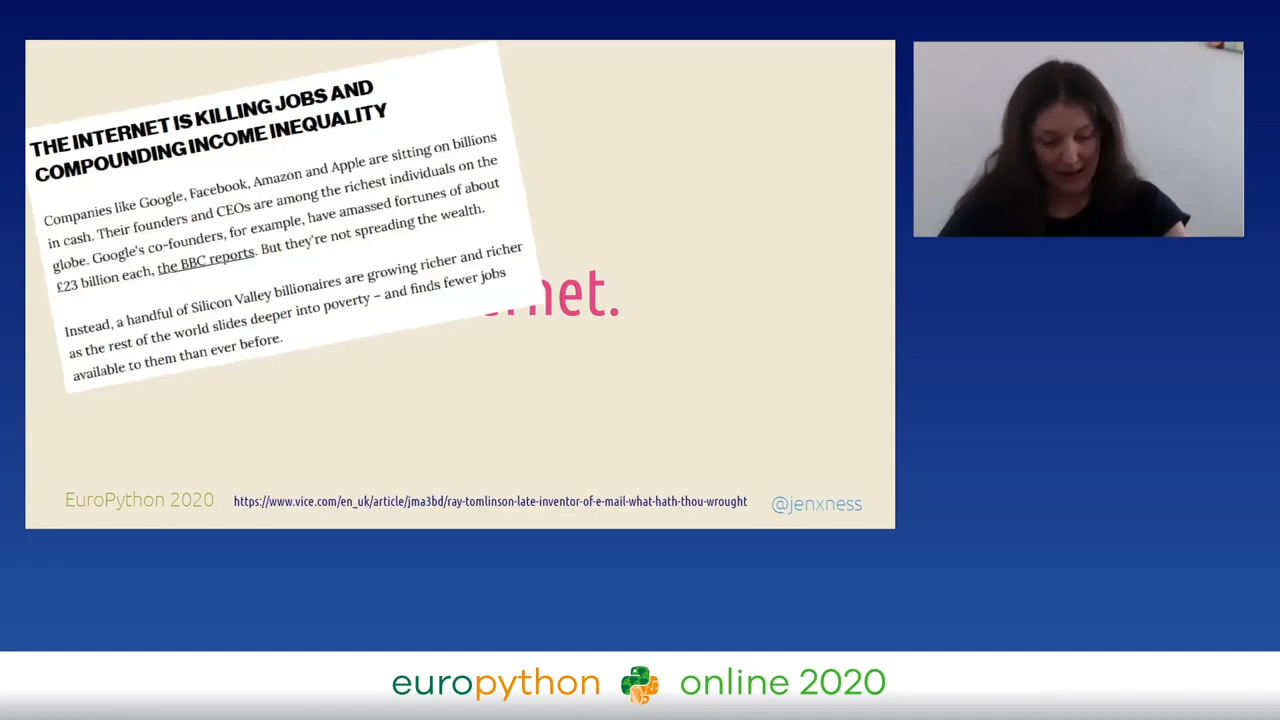 THE INTERNET IS KILLING JOBS AND
COMPOUNDING INCOME INEQUALITY
Companies like Google, Facebook, Amazon and Apple are sitting on billions
in cash. Their founders and CEOs are among the richest individuals on the
globe. Google's co-founders, for example, have amassed fortunes of about
£23 billion each, the BBC reports. But they're not spreading the wealth.
Instead, a handful of Silicon Valley billionaires are growing richer and richer
as the rest of the world slides deeper into poverty – and finds fewer jobs
available to them than ever before.
EuroPython 2020
https://www.vice.com/en_uk/article/jma3bd/ray-tomlinson-late-inventor-of-e-mail-what-hath-thou-wrought
@jenxness
europython online 2020